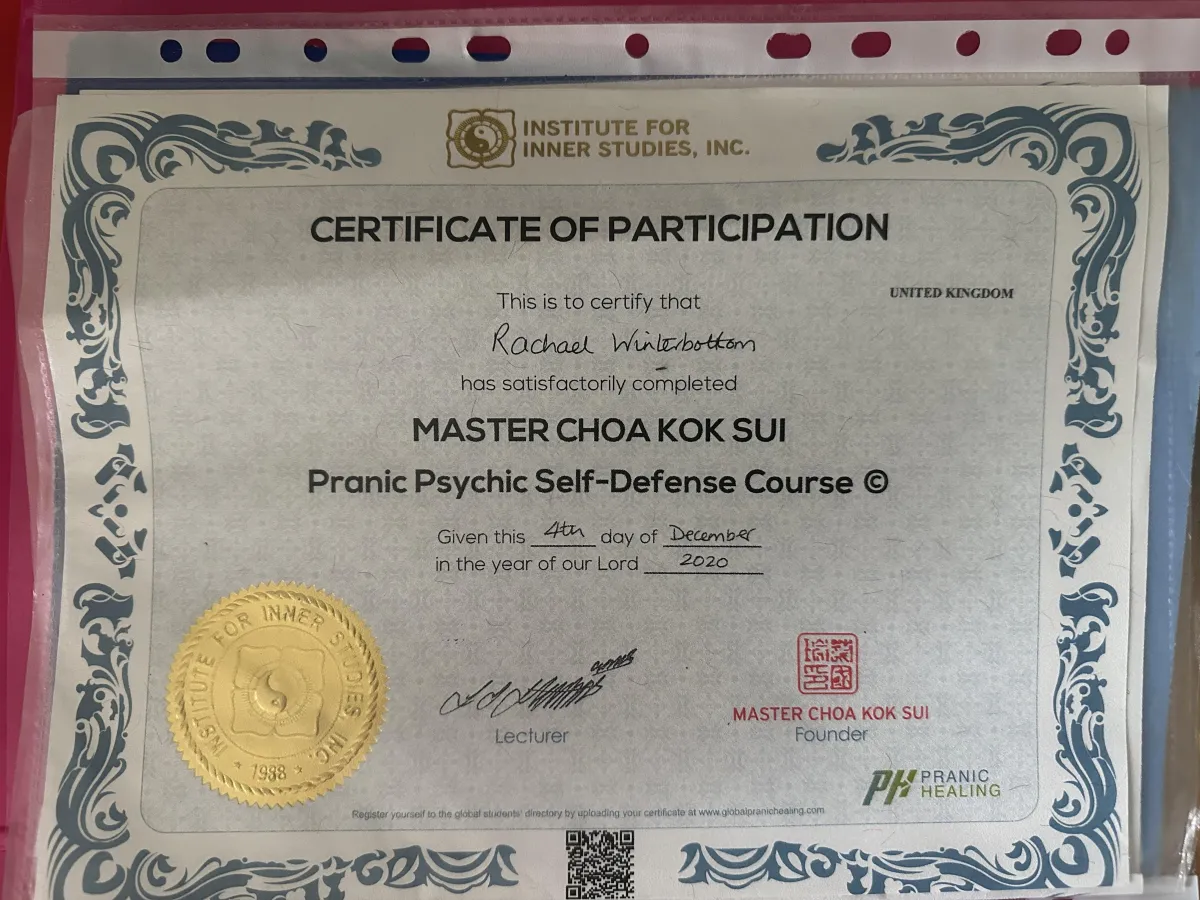 INSTITUTE FOR
INNER STUDIES, INC.
CERTIFICATE OF PARTICIPATION
UNITED KINGDOM
This is to certify that
Rachael Winterbottom
has satisfactorily completed
MASTER CHOA KOK SUI
Pranic Psychic Self-Defense Course ©
Given this 4th day of December
in the year of our Lord 2020
INSTITUTE FOR INNER STUDIES, INC.
1988
Lecturer
MASTER CHOA KOK SUI
Founder
PH PRANIC
HEALING
Register yourself to the global students' directory by uploading your certificate at www.globalpranichealing.com